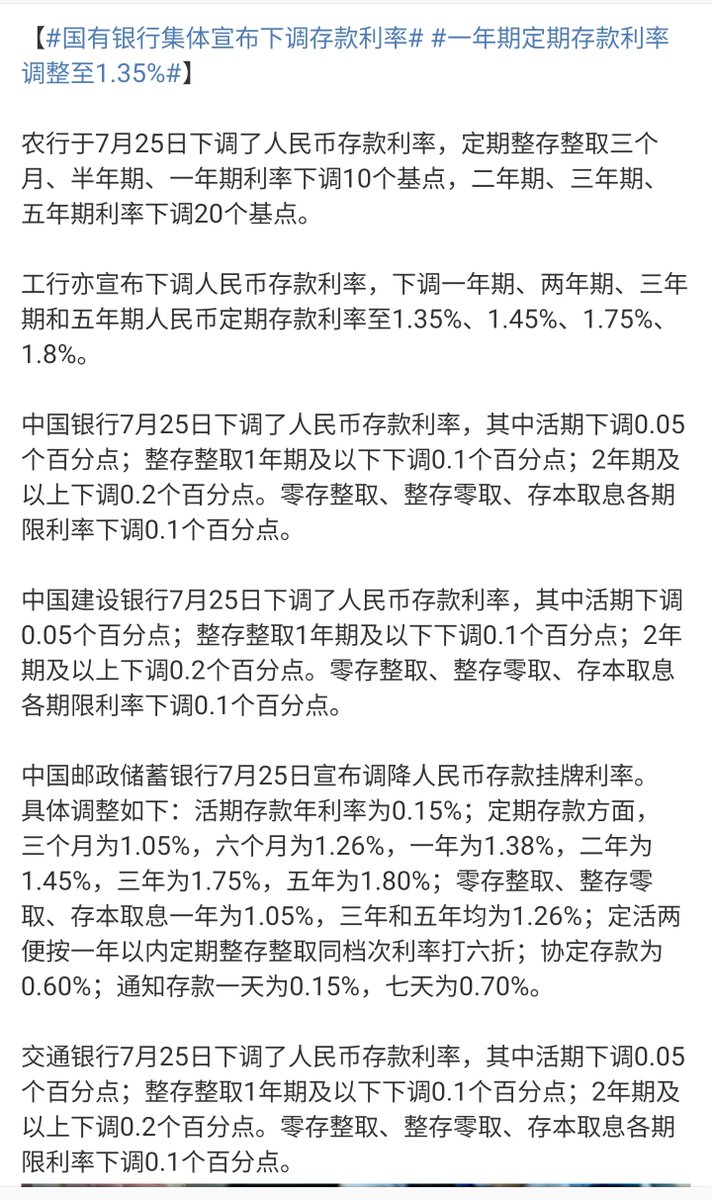 【#国有银行集体宣布下调存款利率# #一年期定期存款利率
调整至1.35%#】
农行于7月25日下调了人民币存款利率，定期整存整取三个
月、半年期、一年期利率下调10个基点，二年期、三年期、
五年期利率下调20个基点。
工行亦宣布下调人民币存款利率，下调一年期、两年期、三年
期和五年期人民币定期存款利率至1.35%、1.45%、1.75%、
1.8%。
中国银行7月25日下调了人民币存款利率，其中活期下调0.05
个百分点；整存整取1年期及以下下调0.1个百分点；2年期及
以上下调0.2个百分点。零存整取、整存零取、存本取息各期
限利率下调0.1个百分点。
中国建设银行7月25日下调了人民币存款利率，其中活期下调
0.05个百分点；整存整取1年期及以下下调0.1个百分点；2年
期及以上下调0.2个百分点。零存整取、整存零取、存本取息
各期限利率下调0.1个百分点。
中国邮政储蓄银行7月25日宣布调降人民币存款挂牌利率。
具体调整如下：活期存款年利率为0.15%；定期存款方面，
三个月为1.05%，六个月为1.26%，一年为1.38%，二年为
1.45%，三年为1.75%，五年为1.80%；零存整取、整存零
取、存本取息一年为1.05%，三年和五年均为1.26%；定活两
便按一年以内定期整存整取同档次利率打六折；协定存款为
0.60%；通知存款一天为0.15%，七天为0.70%。
交通银行7月25日下调了人民币存款利率，其中活期下调0.05
个百分点；整存整取1年期及以下下调0.1个百分点；2年期及
以上下调0.2个百分点。零存整取、整存零取、存本取息各期
限利率下调0.1个百分点。